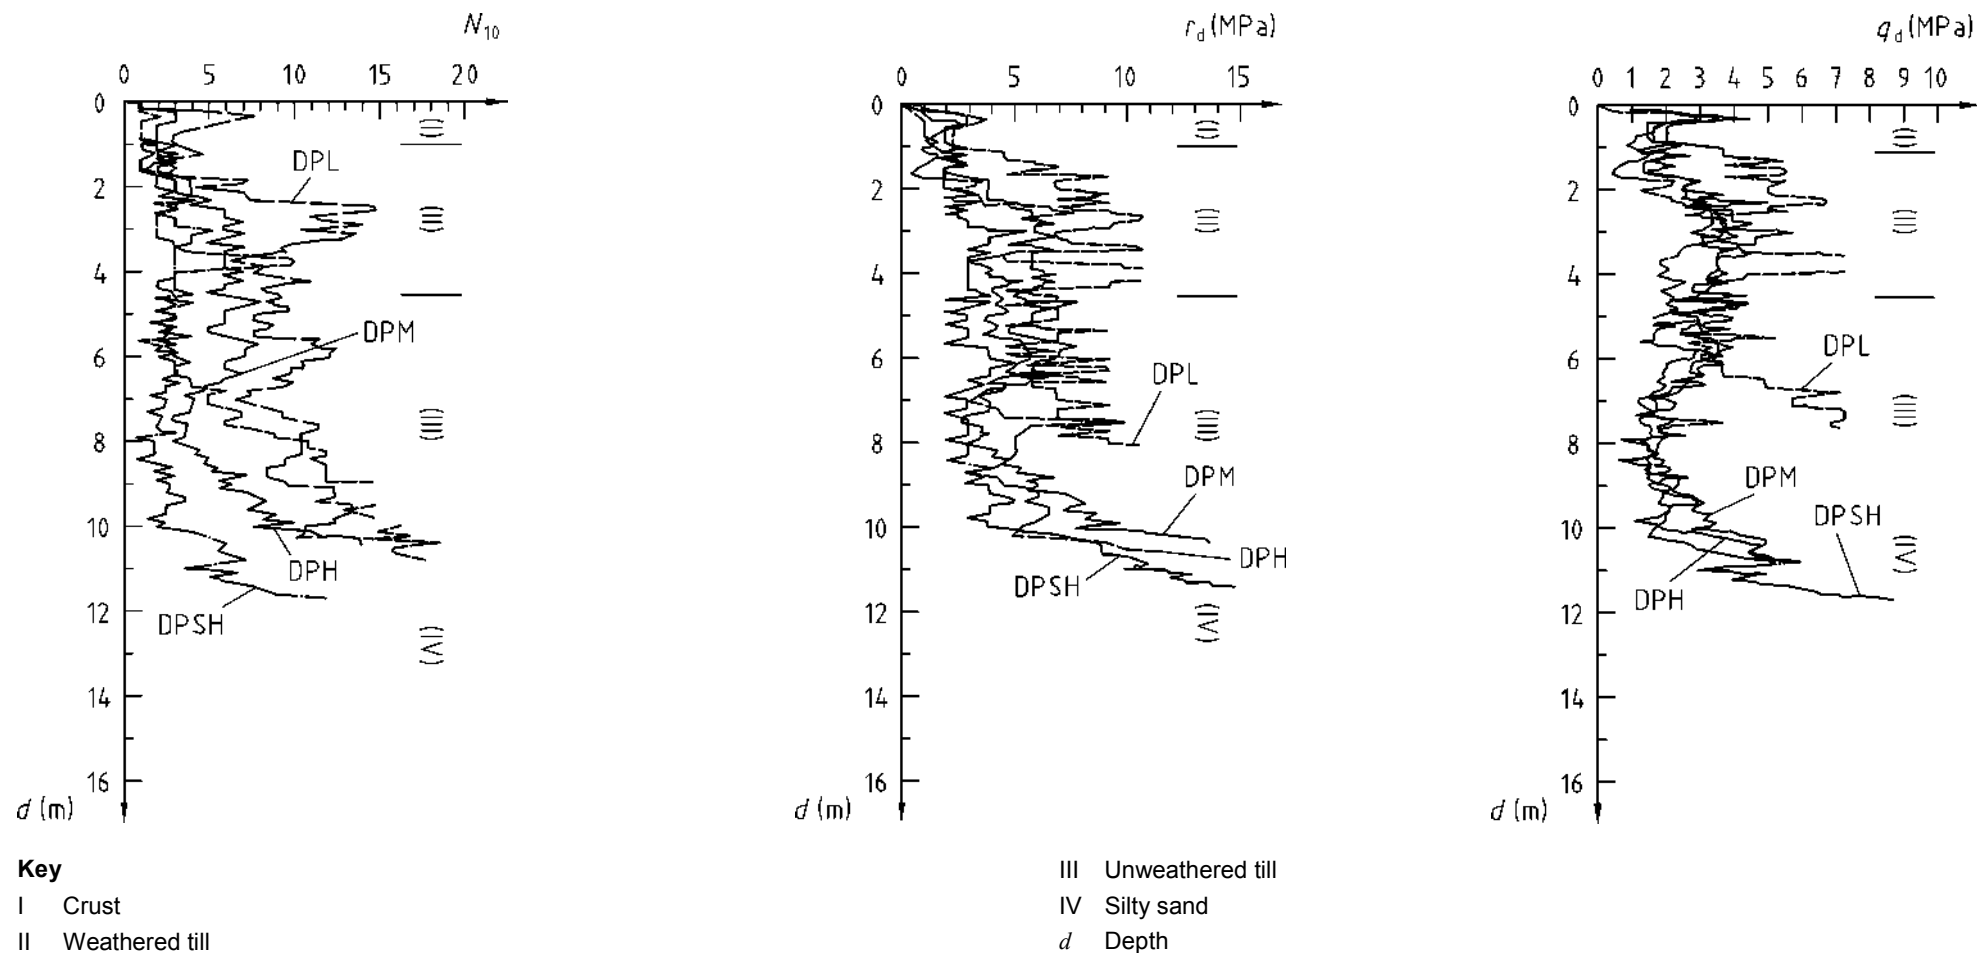 N10
0 5 10 15 20
0
2
4
6
8
10
12
14
16
d (m)
(I)
(II)
(III)
(IV)
DPL
DPM
DPH
DPSH
rd (MPa)
0 5 10 15
0
2
4
6
8
10
12
14
16
d (m)
(I)
(II)
(III)
(IV)
DPL
DPM
DPH
DPSH
qd (MPa)
0 1 2 3 4 5 6 7 8 9 10
0
2
4
6
8
10
12
14
16
d (m)
(I)
(II)
(III)
(IV)
DPL
DPM
DPSH
DPH
Key
I Crust
II Weathered till
III Unweathered till
IV Silty sand
d Depth